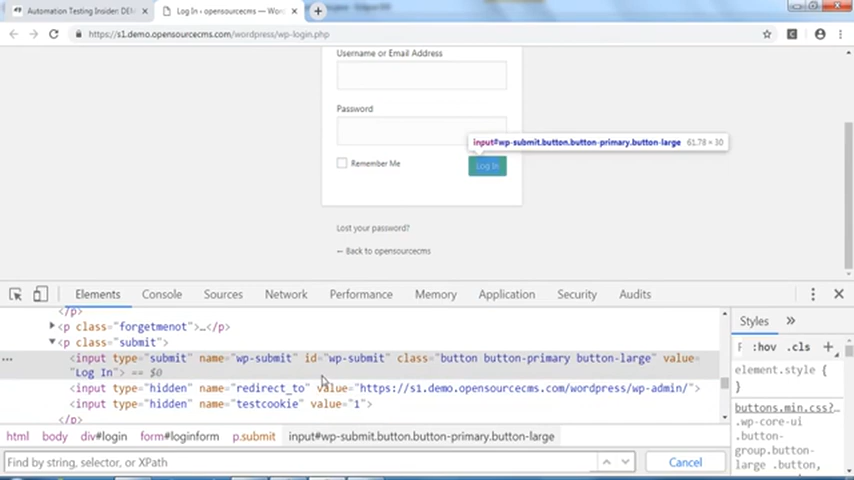 Automation Testing Insider: DEM
Log In ‹ opensourcecms — Wor
https://s1.demo.opensourcecms.com/wordpress/wp-login.php
Username or Email Address
Password
input#wp-submit.button.button-primary.button-large 61.78 × 30
Remember Me
Log In
Lost your password?
← Back to opensourcecms
Elements Console Sources Network Performance Memory Application Security Audits
</p>
<p class="forgetmenot">…</p>
<p class="submit">
<input type="submit" name="wp-submit" id="wp-submit" class="button button-primary button-large" value=
"Log In"> == $0
<input type="hidden" name="redirect_to" value="https://s1.demo.opensourcecms.com/wordpress/wp-admin/">
<input type="hidden" name="testcookie" value="1">
</p>
Styles »
F :hov .cls +
element.style {
}
buttons.min.css?…
.wp-core-ui
.button-
group.button-
large .button,
html body div#login form#loginform p.submit input#wp-submit.button.button-primary.button-large
Find by string, selector, or XPath
Cancel